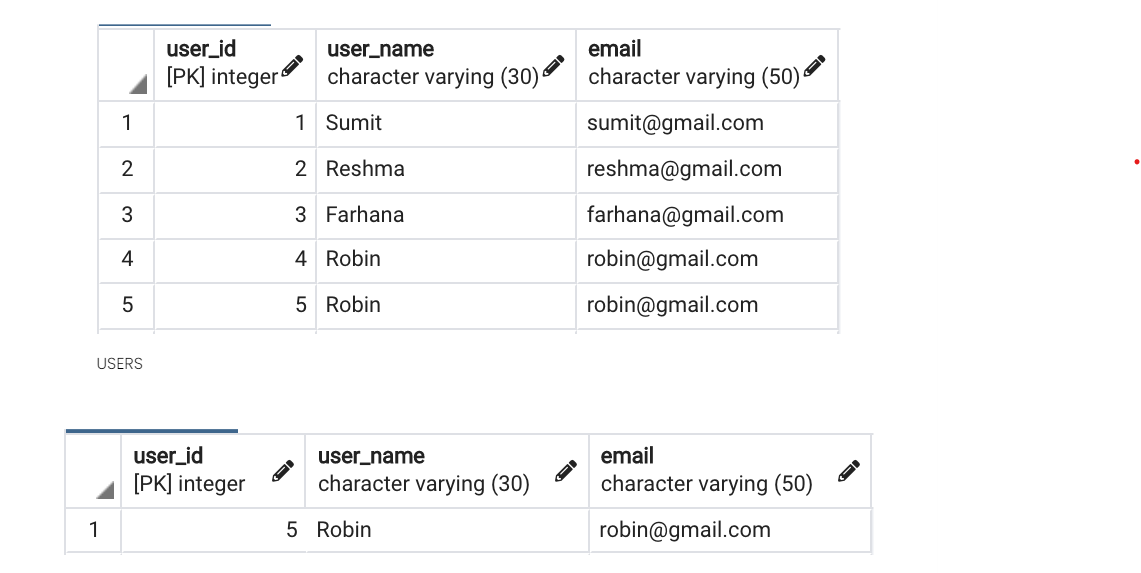 user_id user_name email
[PK] integer character varying (30) character varying (50)
1 1 Sumit sumit@gmail.com
2 2 Reshma reshma@gmail.com
3 3 Farhana farhana@gmail.com
4 4 Robin robin@gmail.com
5 5 Robin robin@gmail.com
USERS
user_id user_name email
[PK] integer character varying (30) character varying (50)
1 5 Robin robin@gmail.com